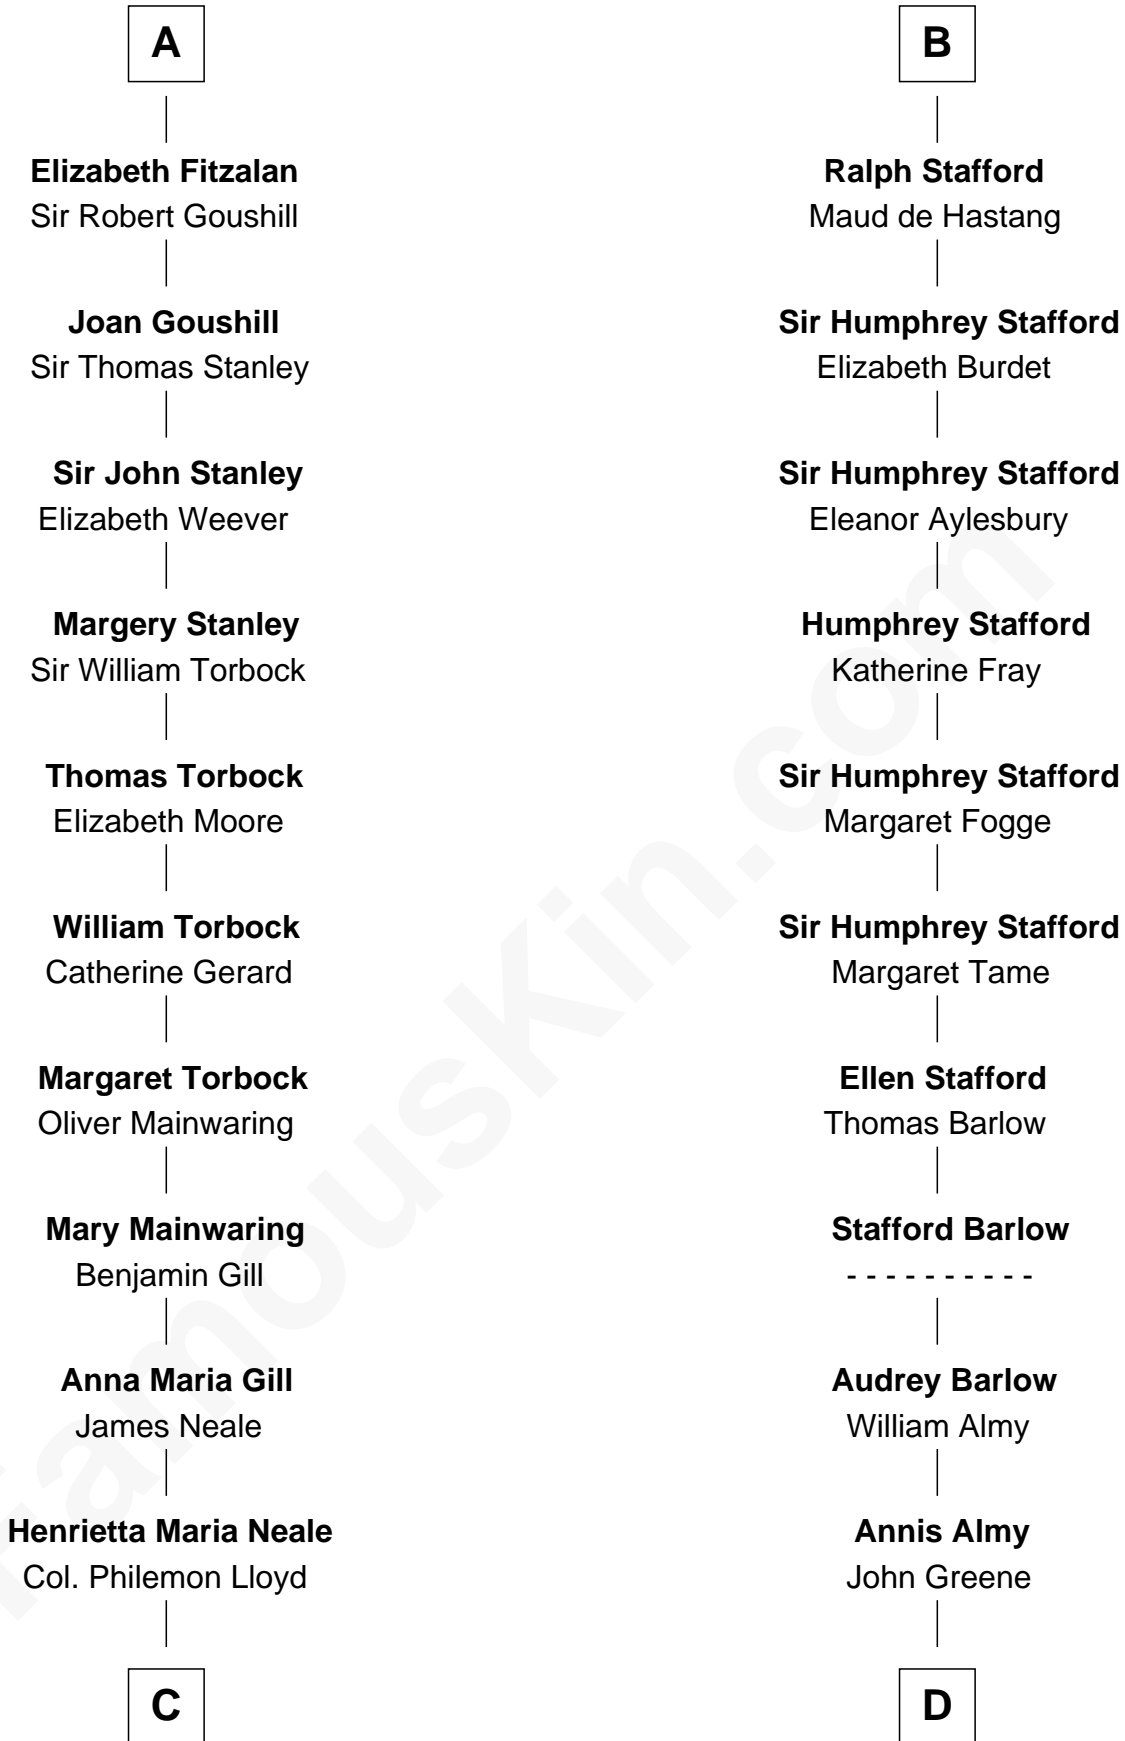 A
Elizabeth Fitzalan
Sir Robert Goushill
Joan Goushill
Sir Thomas Stanley
Sir John Stanley
Elizabeth Weever
Margery Stanley
Sir William Torbock
Thomas Torbock
Elizabeth Moore
William Torbock
Catherine Gerard
Margaret Torbock
Oliver Mainwaring
Mary Mainwaring
Benjamin Gill
Anna Maria Gill
James Neale
Henrietta Maria Neale
Col. Philemon Lloyd
C
B
Ralph Stafford
Maud de Hastang
Sir Humphrey Stafford
Elizabeth Burdet
Sir Humphrey Stafford
Eleanor Aylesbury
Humphrey Stafford
Katherine Fray
Sir Humphrey Stafford
Margaret Fogge
Sir Humphrey Stafford
Margaret Tame
Ellen Stafford
Thomas Barlow
Stafford Barlow
- - - - - - - - - -
Audrey Barlow
William Almy
Annis Almy
John Greene
D
FamousKin.com